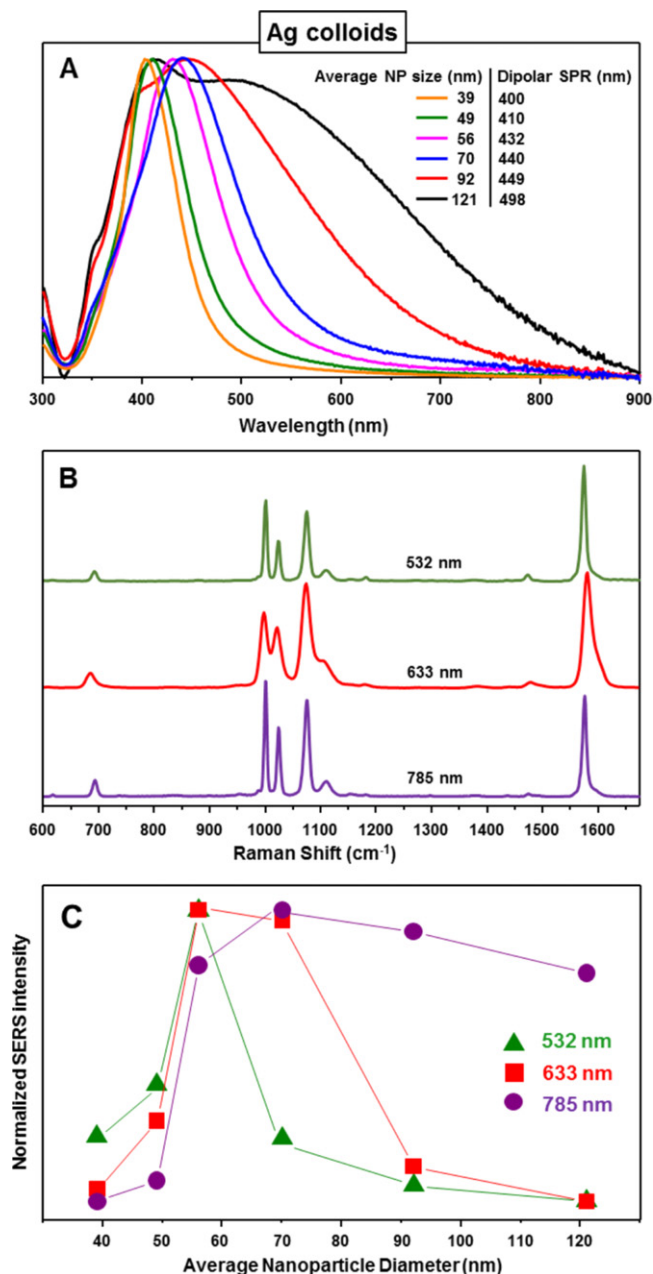 Ag colloids
A
Average NP size (nm) Dipolar SPR (nm)
39 400
49 410
56 432
70 440
92 449
121 498
300 400 500 600 700 800 900
Wavelength (nm)
B
532 nm
633 nm
785 nm
600 700 800 900 1000 1100 1200 1300 1400 1500 1600
Raman Shift (cm-1)
C
Normalized SERS intensity
532 nm
633 nm
785 nm
40 50 60 70 80 90 100 110 120
Average Nanoparticle Diameter (nm)